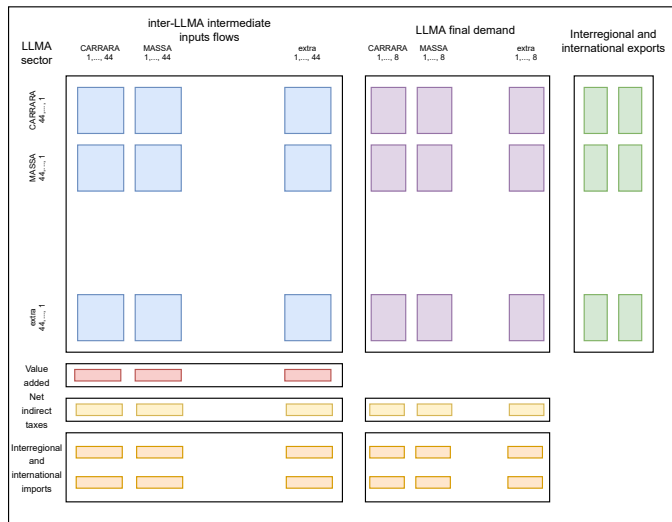 inter-LLMA intermediate
inputs flows
LLMA final demand
Interregional and
international exports
LLMA
sector
CARRARA
1,..., 44
MASSA
1,..., 44
extra
1,..., 44
CARRARA
1,..., 8
MASSA
1,..., 8
extra
1,..., 8
CARRARA
44,..., 1
MASSA
44,..., 1
extra
44,..., 1
Value
added
Net
indirect
taxes
Interregional
and
international
imports